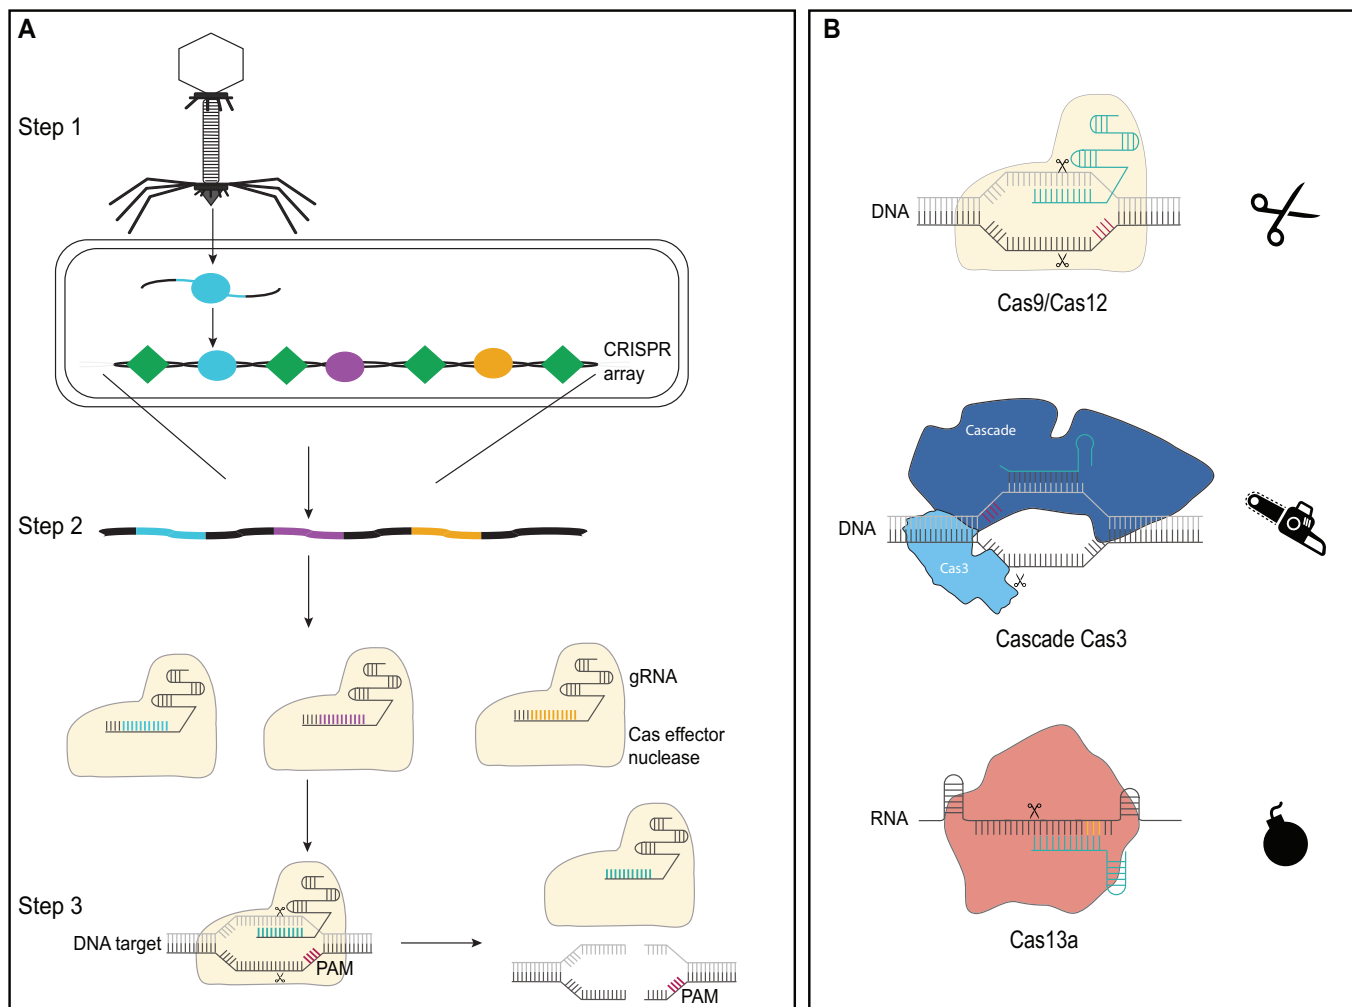 A
Step 1
CRISPR
array
Step 2
gRNA
Cas effector
nuclease
Step 3
DNA target
PAM
PAM
B
DNA
Cas9/Cas12
Cascade
DNA
Cas3
Cascade Cas3
RNA
Cas13a